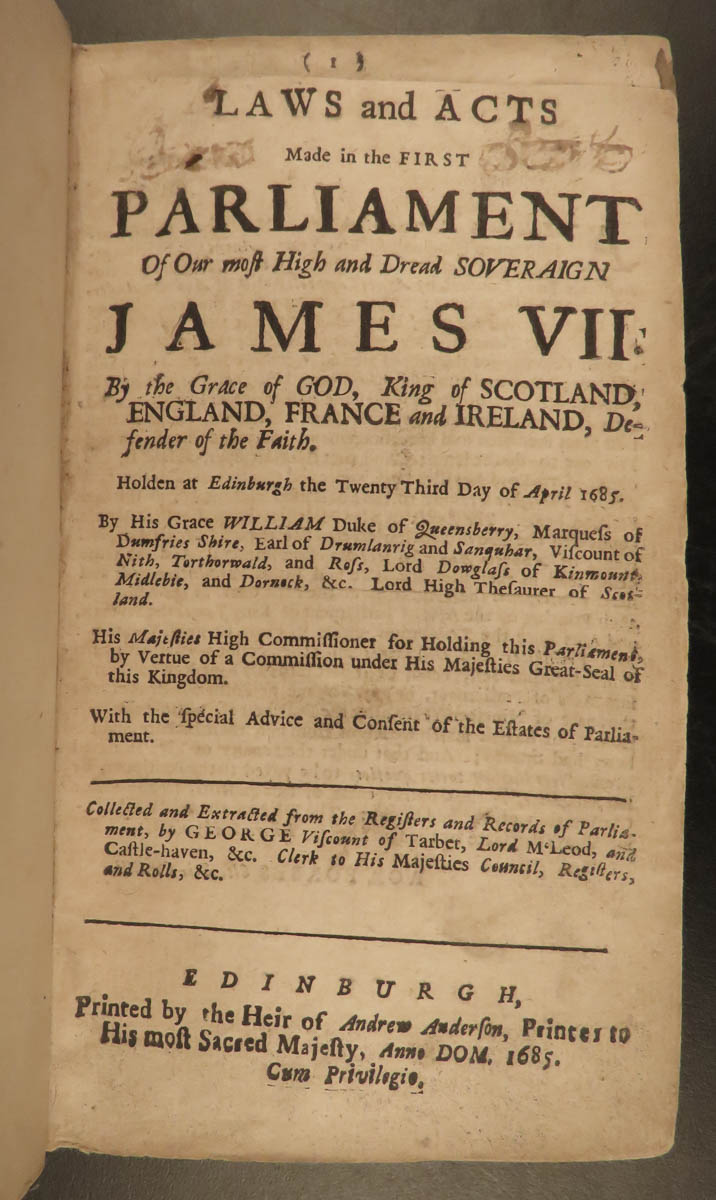 ( 1 )
LAWS and ACTS
Made in the FIRST
PARLIAMENT
Of Our moſt High and Dread SOVERAIGN
JAMES VII.
By the Grace of GOD, King of SCOTLAND,
ENGLAND, FRANCE and IRELAND, De-
fender of the Faith.
Holden at Edinburgh the Twenty Third Day of April 1685.
By His Grace WILLIAM Duke of Queensberry, Marqueſs of
Dumfries Shire, Earl of Drumlanrig and Sanquhar, Viſcount of
Nith, Torthorwald, and Roſs, Lord Dowglaſs of Kinmount,
Midlebie, and Dornock, &c. Lord High Theſaurer of Scot-
land.
His Majeſties High Commiſſioner for Holding this Parliament,
by Vertue of a Commiſſion under His Majeſties Great-Seal of
this Kingdom.
With the ſpecial Advice and Conſent of the Eſtates of Parlia-
ment.
Collected and Extracted from the Regiſters and Records of Parlia-
ment, by GEORGE Viſcount of Tarbet, Lord McLeod, and
Caſtle-haven, &c. Clerk to His Majeſties Council, Regiſters,
and Rolls, &c.
EDINBURGH,
Printed by the Heir of Andrew Anderſon, Printer to
His moſt Sacred Majeſty, Anno DOM. 1685.
Cum Privilegio.